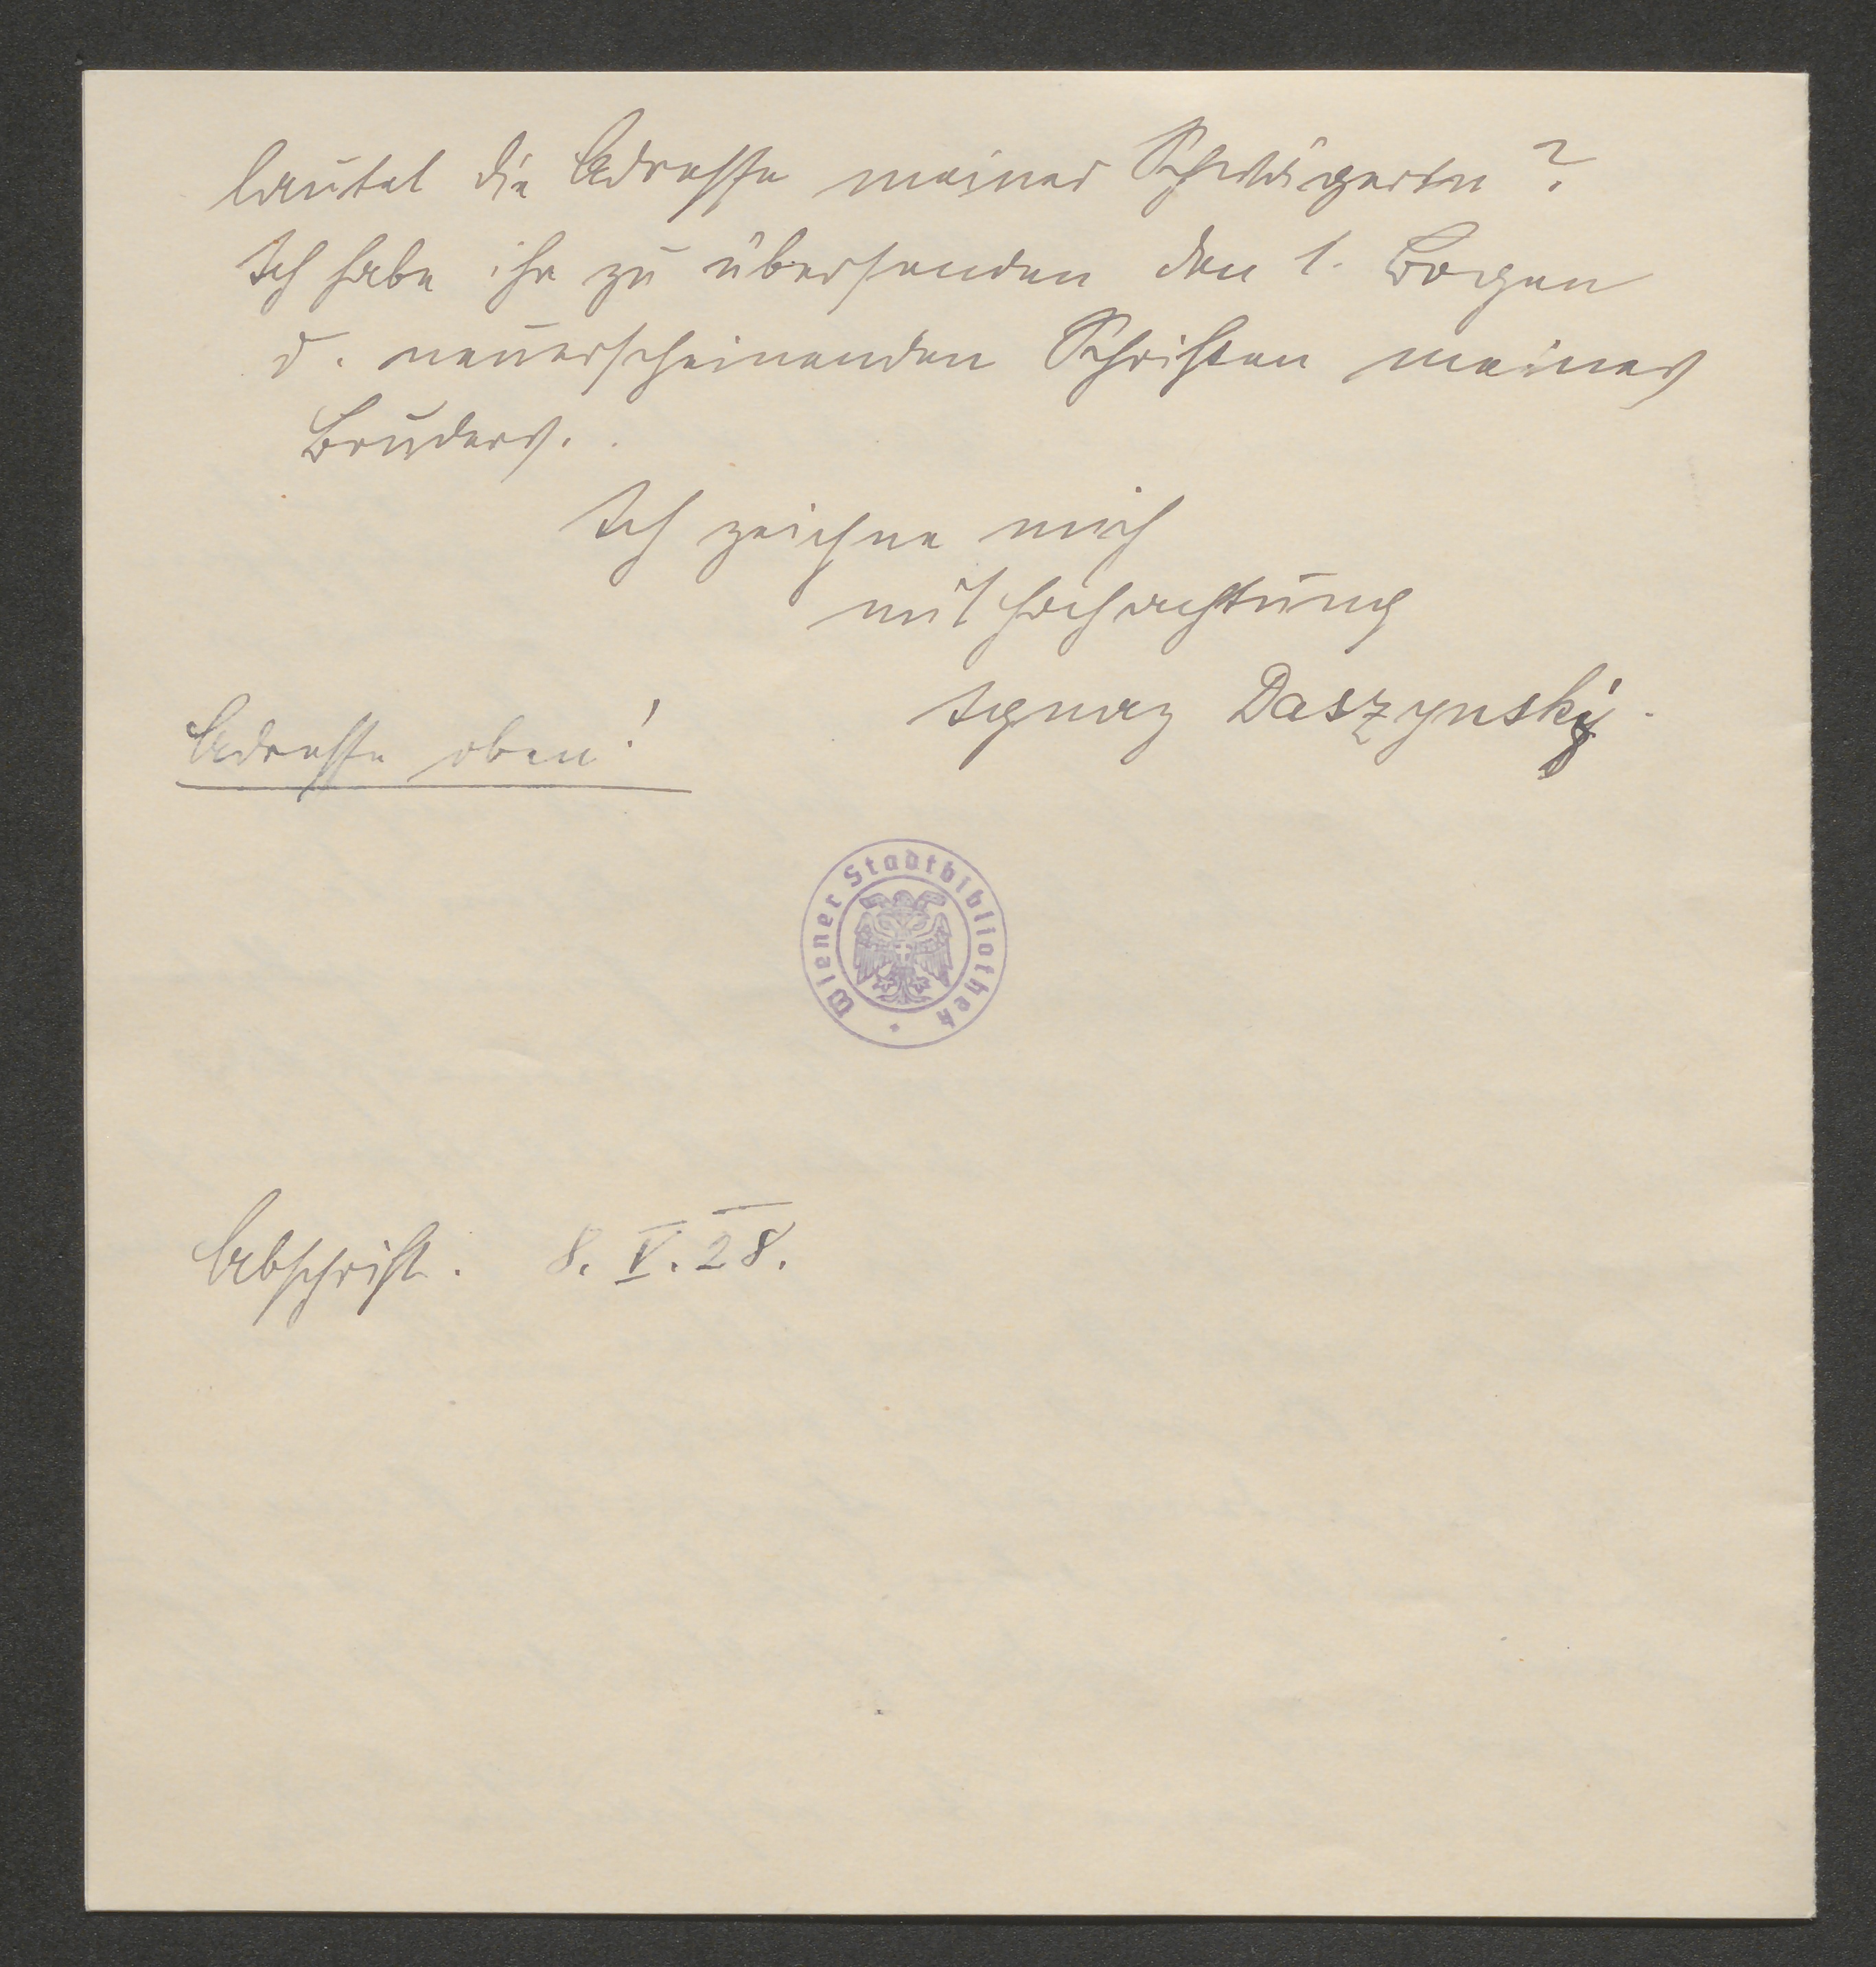 lautet die Adresse meiner Schwägerin?
Ich habe ihr zu übersenden den 1. Bogen
d. neuerscheinenden Schriften meines
Bruders.
Ich zeichne mich
mit Hochachtung
Ignaz Daszynski.
Adresse oben!
Wiener Stadtbibliothek
Abschrift. 8. V. 28.